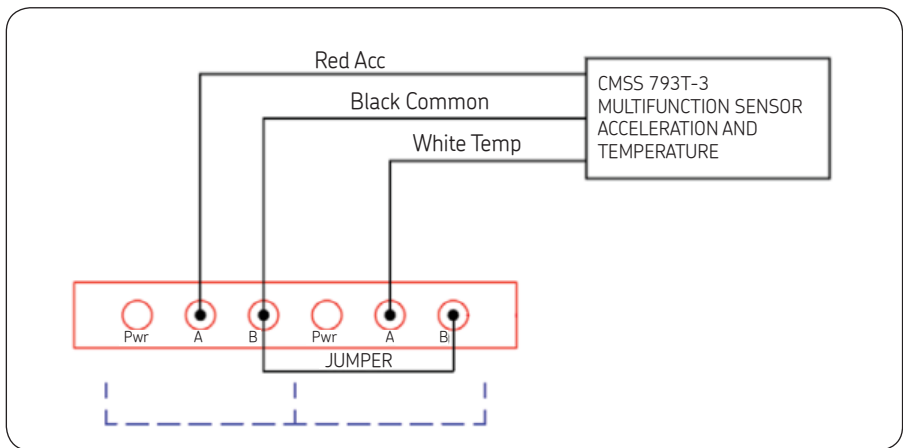 Red Acc
Black Common
White Temp
CMSS 793T-3
MULTIFUNCTION SENSOR
ACCELERATION AND
TEMPERATURE
Pwr A B Pwr A B
JUMPER